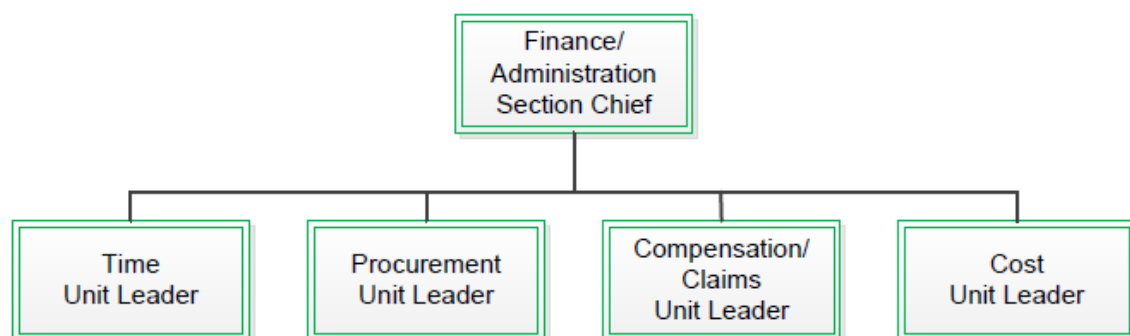 Finance/
Administration
Section Chief
Time
Unit Leader
Procurement
Unit Leader
Compensation/
Claims
Unit Leader
Cost
Unit Leader